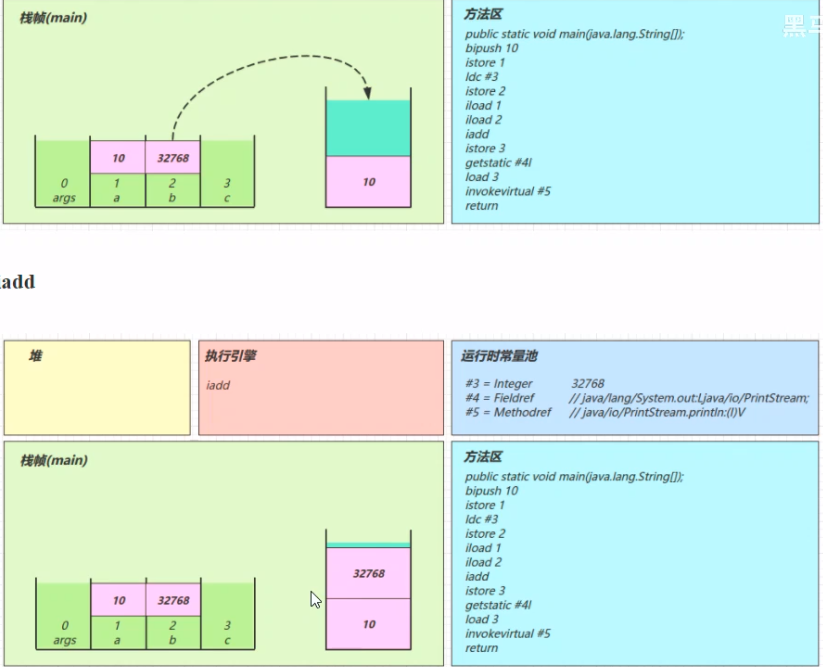 栈帧(main)
10 32768
0 1 2 3
args a b c
10
方法区
public static void main(java.lang.String[]);
bipush 10
istore 1
ldc #3
istore 2
iload 1
iload 2
iadd
istore 3
getstatic #4I
load 3
invokevirtual #5
return
黑
iadd
堆
执行引擎
iadd
运行时常量池
#3 = Integer 32768
#4 = Fieldref // java/lang/System.out:Ljava/io/PrintStream;
#5 = Methodref // java/io/PrintStream.println:(I)V
栈帧(main)
10 32768
0 1 2 3
args a b c
32768
10
方法区
public static void main(java.lang.String[]);
bipush 10
istore 1
ldc #3
istore 2
iload 1
iload 2
iadd
istore 3
getstatic #4I
load 3
invokevirtual #5
return